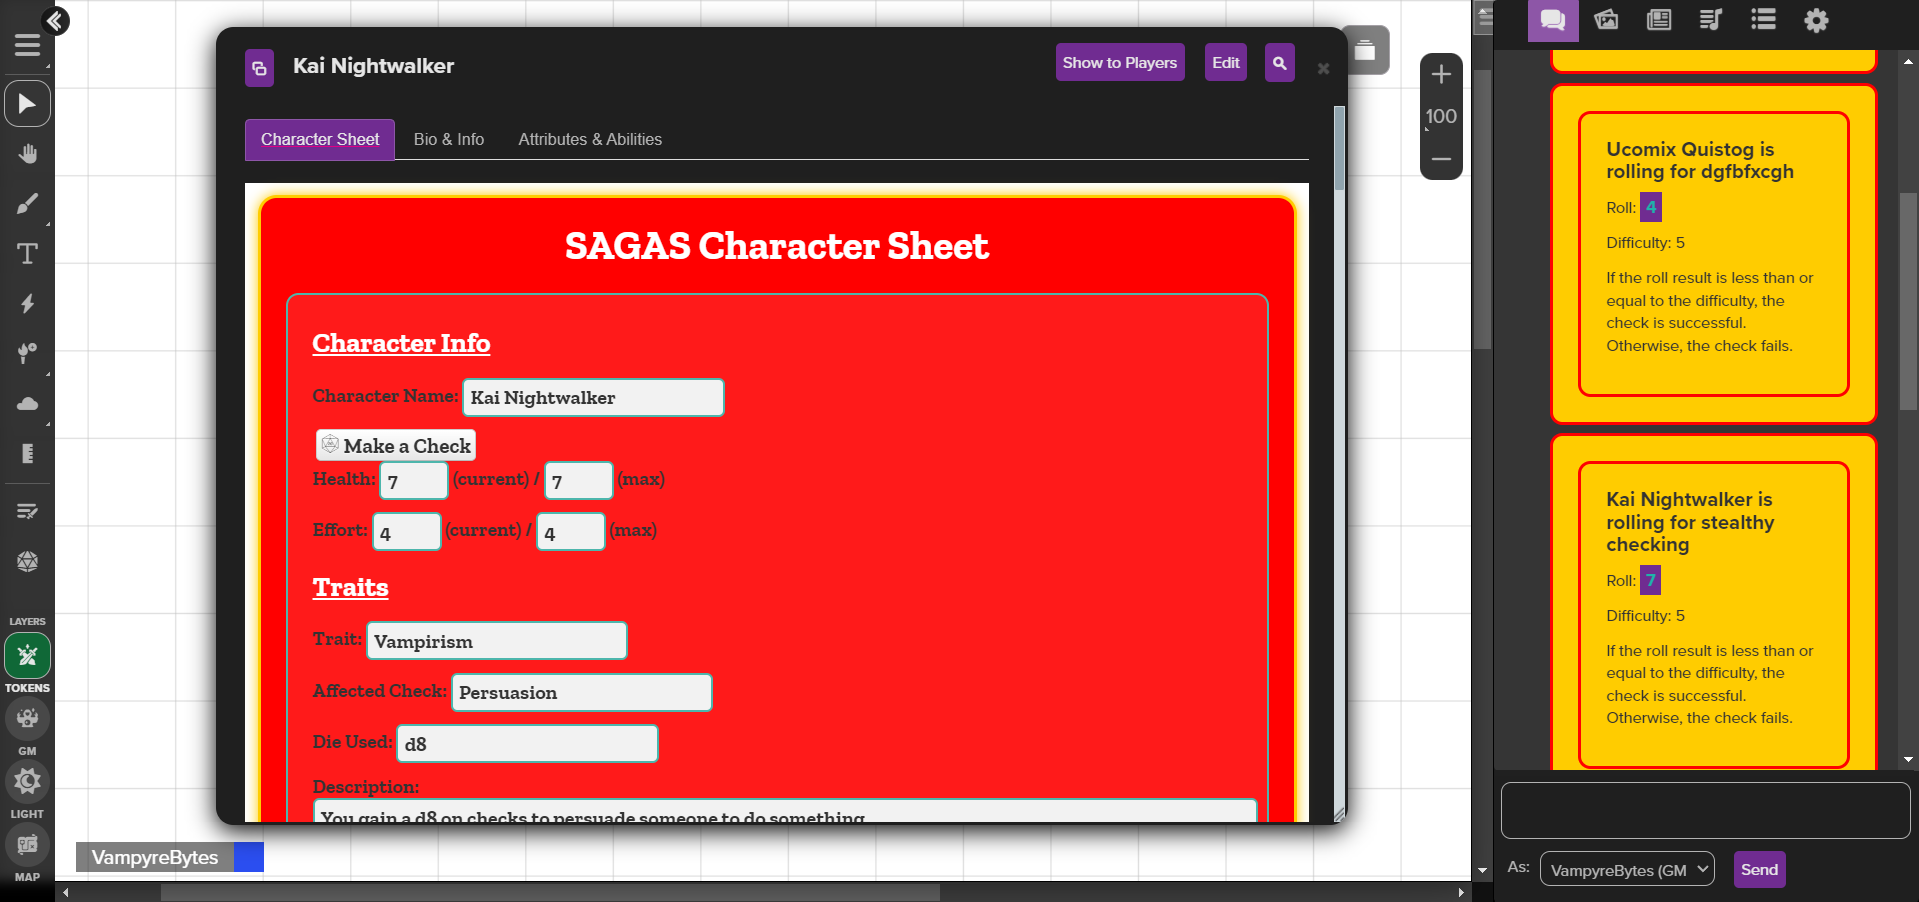 Kai Nightwalker
Show to Players
Edit
Character Sheet
Bio & Info
Attributes & Abilities
SAGAS Character Sheet
Character Info
Character Name: Kai Nightwalker
Make a Check
Health: 7 (current) / 7 (max)
Effort: 4 (current) / 4 (max)
Traits
Trait: Vampirism
Affected Check: Persuasion
Die Used: d8
Description:
You gain a d8 on checks to persuade someone to do something
LAYERS
TOKENS
GM
LIGHT
MAP
VampyreBytes
100
Ucomix Quistog is
rolling for dgfbfxcgh
Roll: 4
Difficulty: 5
If the roll result is less than or
equal to the difficulty, the
check is successful.
Otherwise, the check fails.
Kai Nightwalker is
rolling for stealthy
checking
Roll: 7
Difficulty: 5
If the roll result is less than or
equal to the difficulty, the
check is successful.
Otherwise, the check fails.
As: VampyreBytes (GM
Send